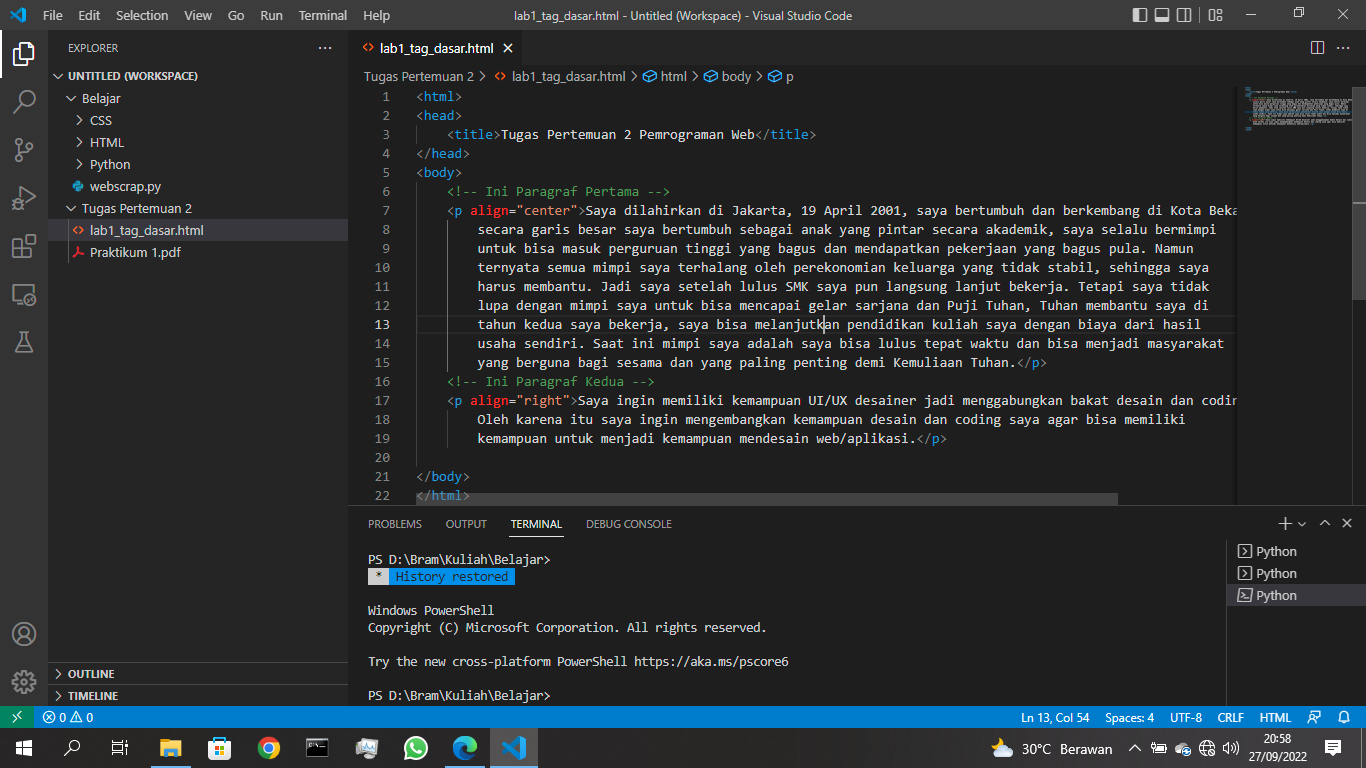 File Edit Selection View Go Run Terminal Help lab1_tag_dasar.html - Untitled (Workspace) - Visual Studio Code
EXPLORER
UNTITLED (WORKSPACE)
Belajar
CSS
HTML
Python
webscrap.py
Tugas Pertemuan 2
lab1_tag_dasar.html
Praktikum 1.pdf
OUTLINE
TIMELINE
lab1_tag_dasar.html
Tugas Pertemuan 2 > lab1_tag_dasar.html > html > body > p
1 <html>
2 <head>
3 <title>Tugas Pertemuan 2 Pemrograman Web</title>
4 </head>
5 <body>
6 <!-- Ini Paragraf Pertama -->
7 <p align="center">Saya dilahirkan di Jakarta, 19 April 2001, saya bertumbuh dan berkembang di Kota Beka
8 secara garis besar saya bertumbuh sebagai anak yang pintar secara akademik, saya selalu bermimpi
9 untuk bisa masuk perguruan tinggi yang bagus dan mendapatkan pekerjaan yang bagus pula. Namun
10 ternyata semua mimpi saya terhalang oleh perekonomian keluarga yang tidak stabil, sehingga saya
11 harus membantu. Jadi saya setelah lulus SMK saya pun langsung lanjut bekerja. Tetapi saya tidak
12 lupa dengan mimpi saya untuk bisa mencapai gelar sarjana dan Puji Tuhan, Tuhan membantu saya di
13 tahun kedua saya bekerja, saya bisa melanjutkan pendidikan kuliah saya dengan biaya dari hasil
14 usaha sendiri. Saat ini mimpi saya adalah saya bisa lulus tepat waktu dan bisa menjadi masyarakat
15 yang berguna bagi sesama dan yang paling penting demi Kemuliaan Tuhan.</p>
16 <!-- Ini Paragraf Kedua -->
17 <p align="right">Saya ingin memiliki kemampuan UI/UX desainer jadi menggabungkan bakat desain dan codin
18 Oleh karena itu saya ingin mengembangkan kemampuan desain dan coding saya agar bisa memiliki
19 kemampuan untuk menjadi kemampuan mendesain web/aplikasi.</p>
20
21 </body>
22 </html>
PROBLEMS OUTPUT TERMINAL DEBUG CONSOLE
PS D:\Bram\Kuliah\Belajar>
* History restored
Windows PowerShell
Copyright (C) Microsoft Corporation. All rights reserved.
Try the new cross-platform PowerShell https://aka.ms/pscore6
PS D:\Bram\Kuliah\Belajar>
Python
Python
Python
0 0 Ln 13, Col 54 Spaces: 4 UTF-8 CRLF HTML
30°C Berawan 20:58
27/09/2022